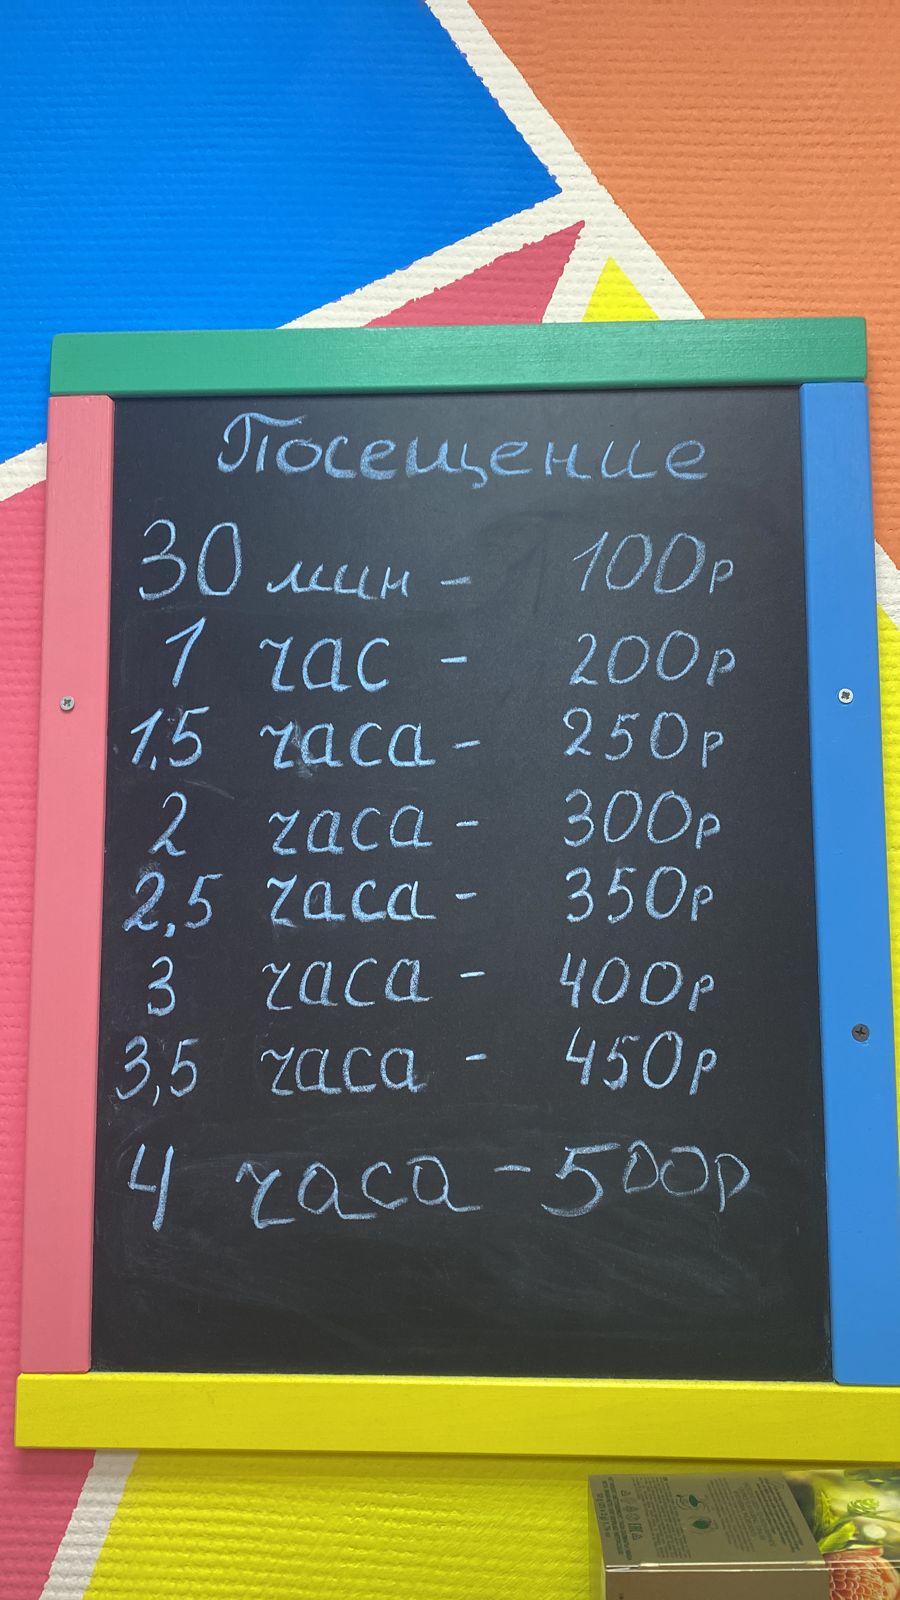 Посещение
30 мин - 100р
1 час - 200р
1,5 часа - 250р
2 часа - 300р
2,5 часа - 350р
3 часа - 400р
3,5 часа - 450р
4 часа - 500р